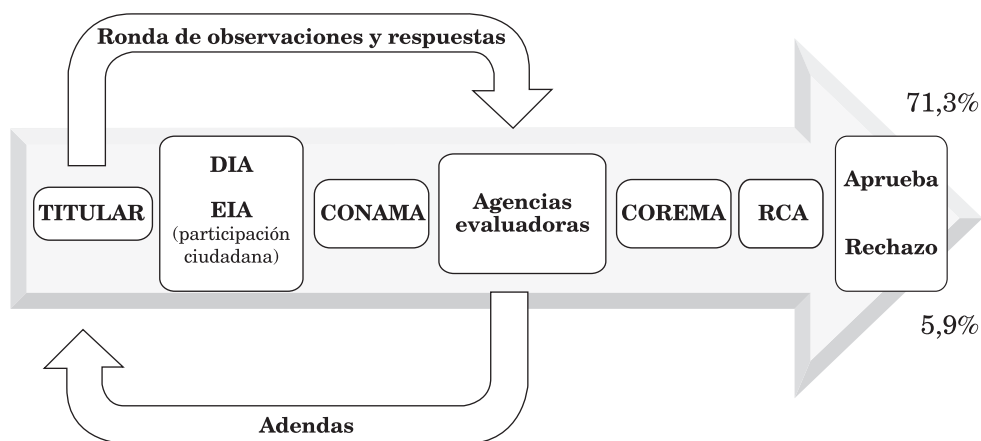 Ronda de observaciones y respuestas
71,3%
TITULAR
DIA
EIA
(participación
ciudadana)
CONAMA
Agencias
evaluadoras
COREMA
RCA
Aprueba
Rechazo
5,9%
Adendas